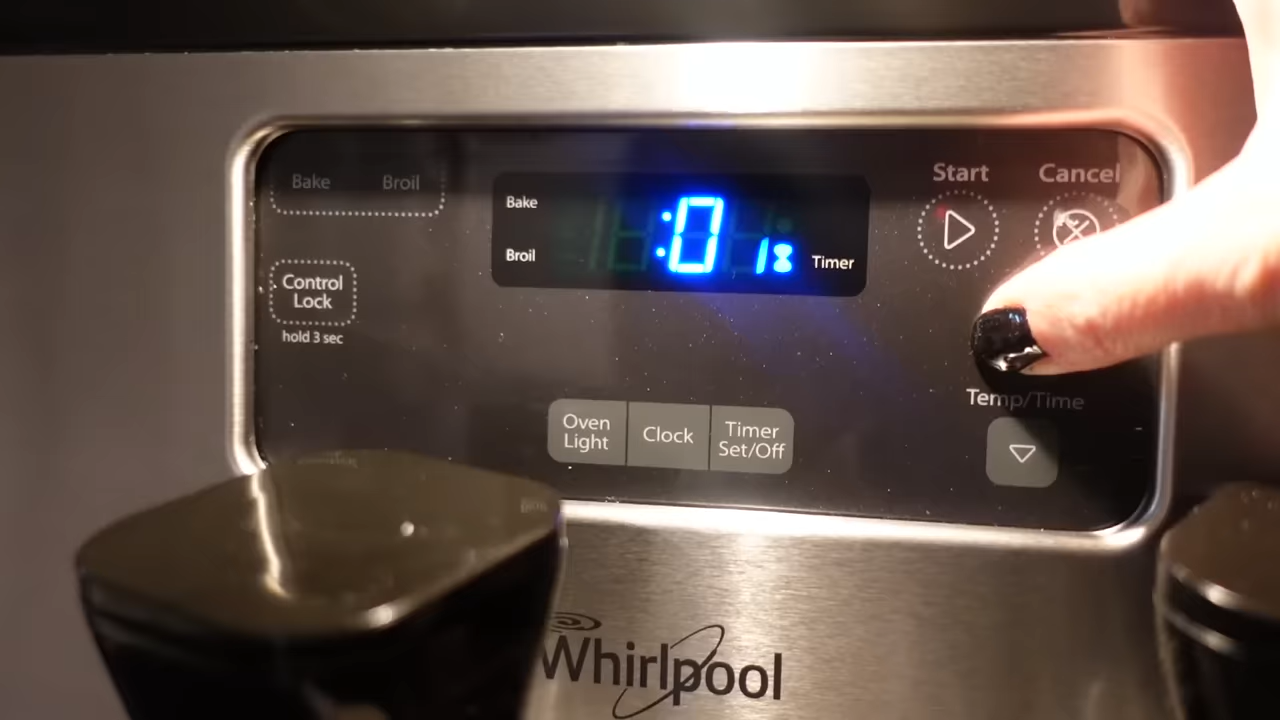 Bake Broil
Control
Lock
hold 3 sec
Bake
Broil
:0
Timer
Start Cancel
Temp/Time
Oven
Light
Clock
Timer
Set/Off
Whirlpool